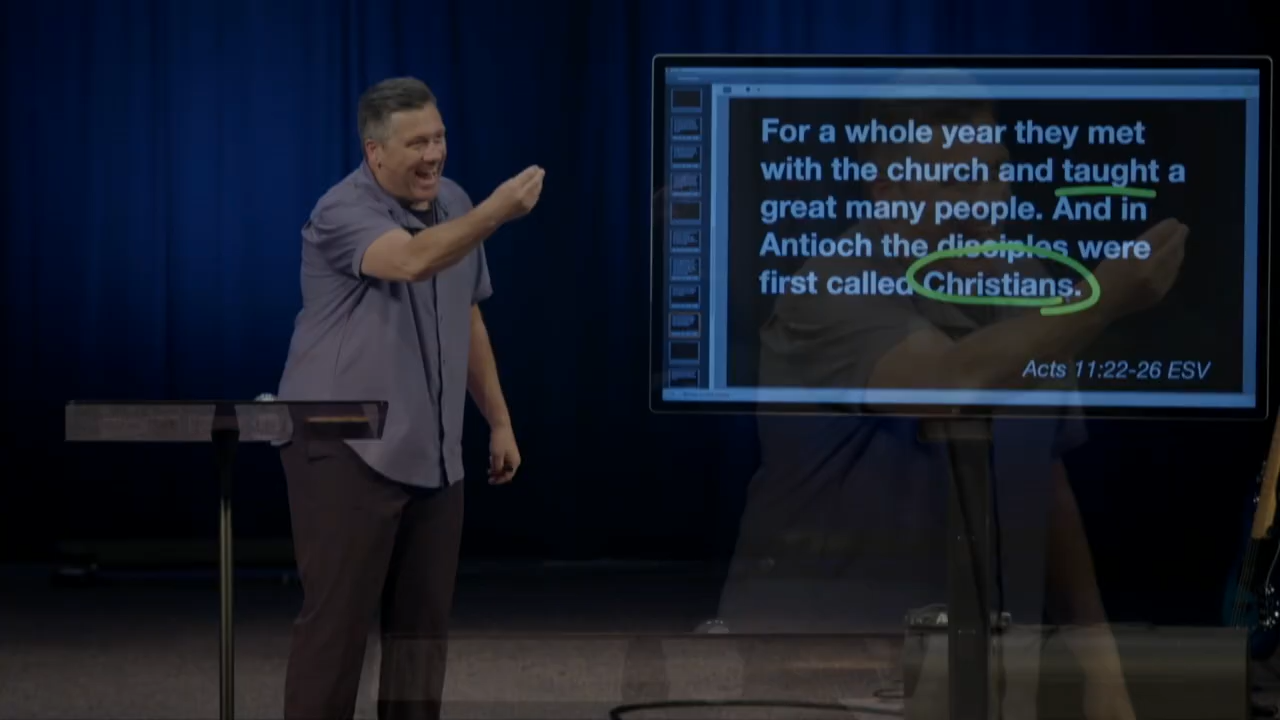 For a whole year they met
with the church and taught a
great many people. And in
Antioch the disciples were
first called Christians.
Acts 11:22-26 ESV